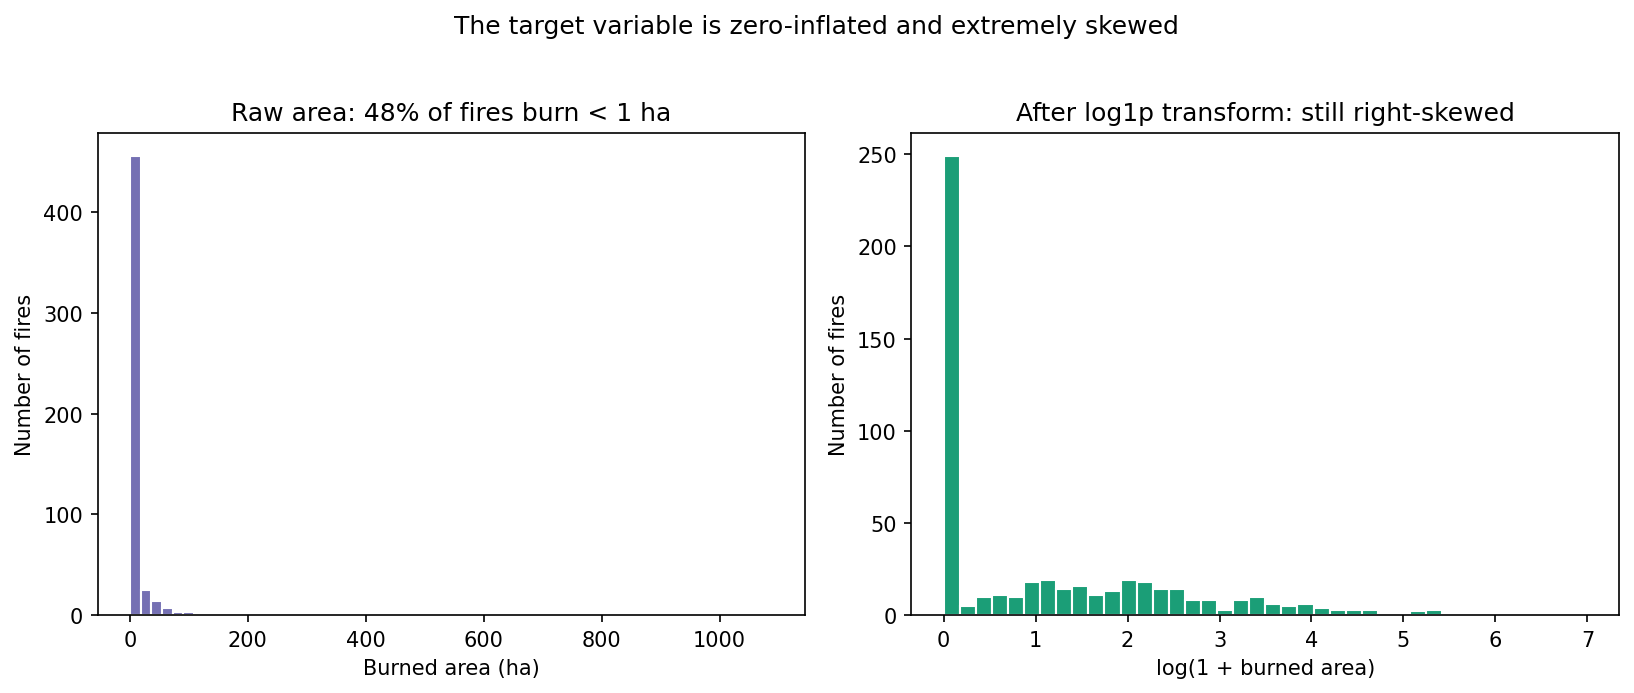 The target variable is zero-inflated and extremely skewed
Raw area: 48% of fires burn < 1 ha
400
300
200
100
0
Number of fires
0 200 400 600 800 1000
Burned area (ha)
After log1p transform: still right-skewed
250
200
150
100
50
0
Number of fires
0 1 2 3 4 5 6 7
log(1 + burned area)